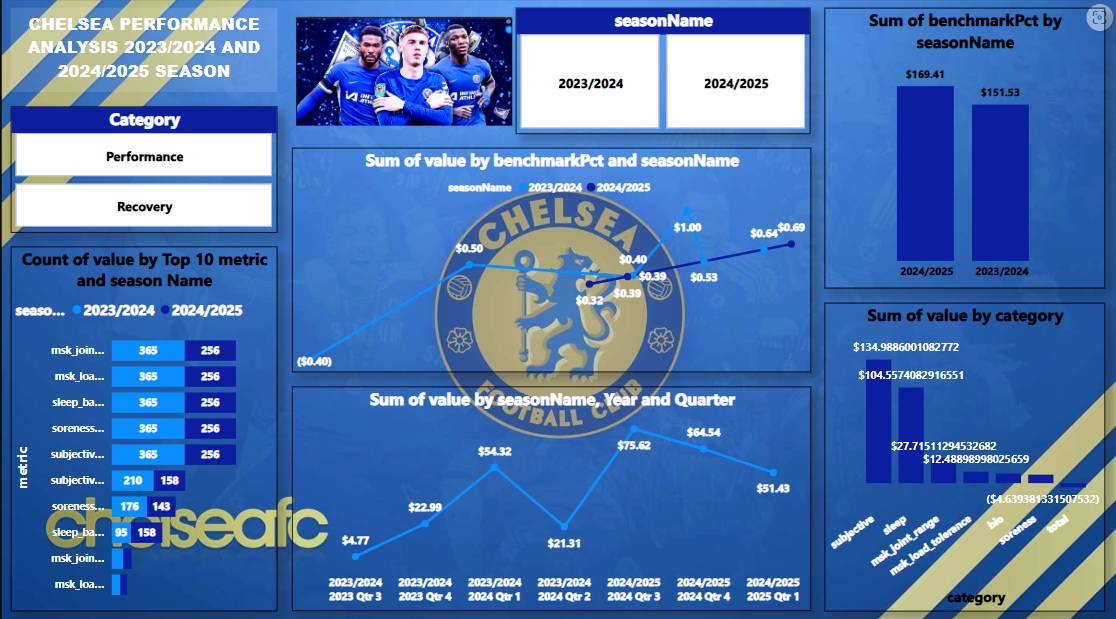 CHELSEA PERFORMANCE
ANALYSIS 2023/2024 AND
2024/2025 SEASON
Category
Performance
Recovery
seasonName
2023/2024 2024/2025
Sum of benchmarkPct by
seasonName
$169.41
$151.53
2024/2025 2023/2024
Sum of value by benchmarkPct and seasonName
seasonName 2023/2024 2024/2025
CHELSEA
FOOTBALL CLUB
$0.50
$1.00
$0.64
$0.69
$0.40
$0.39
$0.53
$0.32
$0.39
($0.40)
Count of value by Top 10 metric
and season Name
seaso... 2023/2024 2024/2025
metric
msk_join... 365 256
msk_loa... 365 256
sleep_ba... 365 256
soreness... 365 256
subjectiv... 365 256
subjectiv... 210 158
soreness... 176 143
sleep_ba... 95 158
msk_join...
msk_loa...
chelseafc
Sum of value by seasonName, Year and Quarter
$4.77
$22.99
$54.32
$21.31
$75.62
$64.54
$51.43
2023/2024 2023/2024 2023/2024 2023/2024 2024/2025 2024/2025 2024/2025
2023 Qtr 3 2023 Qtr 4 2024 Qtr 1 2024 Qtr 2 2024 Qtr 3 2024 Qtr 4 2025 Qtr 1
Sum of value by category
$134.9886001082772
$104.5574082916551
$27.71511294532682
$12.48898998025659
($4.639381331507532)
subjective
sleep
msk_joint_range
msk_load_tolerance
bio
soreness
total
category